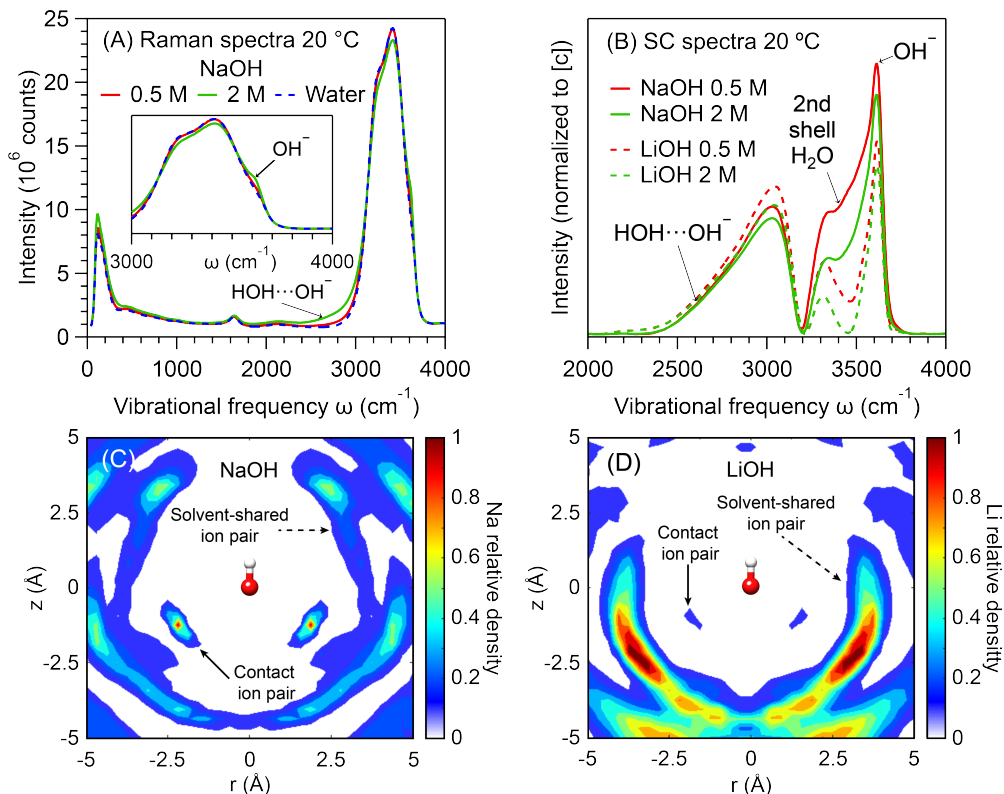 (A) Raman spectra 20 °C
NaOH
0.5 M 2 M Water
OH⁻
3000 ω (cm⁻¹) 4000
HOH···OH⁻
25
20
15
10
5
0
Intensity (10⁶ counts)
0 1000 2000 3000 4000
Vibrational frequency ω (cm⁻¹)
(B) SC spectra 20 ºC
NaOH 0.5 M
NaOH 2 M
LiOH 0.5 M
LiOH 2 M
OH⁻
2nd
shell
H₂O
HOH···OH⁻
Intensity (normalized to [c])
2000 2500 3000 3500 4000
Vibrational frequency ω (cm⁻¹)
(C)
NaOH
Solvent-shared
ion pair
Contact
ion pair
5
2.5
0
-2.5
-5
z (Å)
-5 -2.5 0 2.5 5
r (Å)
1
0.8
0.6
0.4
0.2
0
Na relative density
(D)
LiOH
Solvent-shared
ion pair
Contact
ion pair
5
2.5
0
-2.5
-5
z (Å)
-5 -2.5 0 2.5 5
r (Å)
1
0.8
0.6
0.4
0.2
0
Li relative density